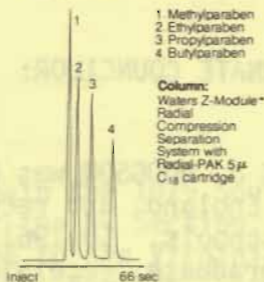 1 Methylparaben
2 Ethylparaben
3 Propylparaben
4 Butylparaben
1
2
3
4
Column:
Waters Z-Module™
Radial
Compression
Separation
System with
Radial-PAK 5μ
C18 cartridge
Inject 66 sec